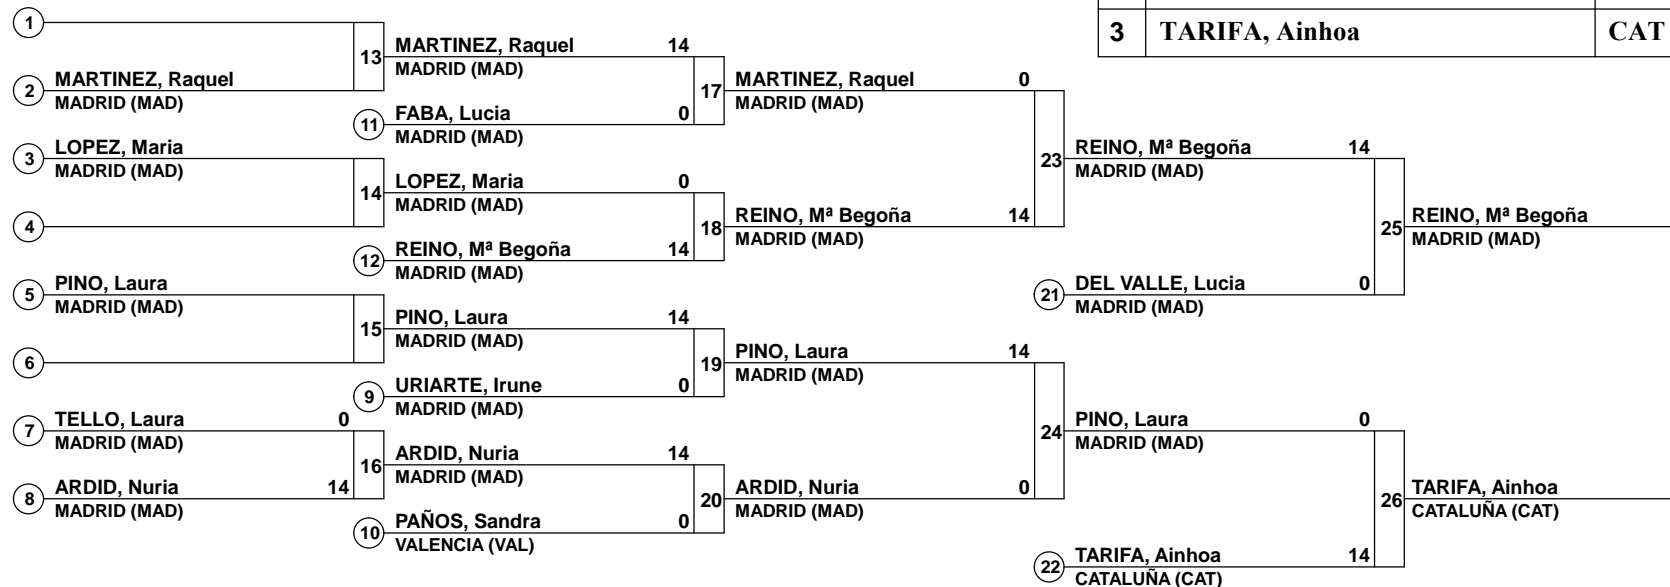 3 TARIFA, Ainhoa CAT
1
13 MARTINEZ, Raquel 14
MADRID (MAD)
2 MARTINEZ, Raquel
MADRID (MAD)
17 MARTINEZ, Raquel 0
MADRID (MAD)
11 FABA, Lucia 0
MADRID (MAD)
3 LOPEZ, Maria
MADRID (MAD)
23 REINO, Mª Begoña 14
MADRID (MAD)
14 LOPEZ, Maria 0
MADRID (MAD)
4
18 REINO, Mª Begoña 14
MADRID (MAD)
25 REINO, Mª Begoña
MADRID (MAD)
12 REINO, Mª Begoña 14
MADRID (MAD)
5 PINO, Laura
MADRID (MAD)
21 DEL VALLE, Lucia 0
MADRID (MAD)
15 PINO, Laura 14
MADRID (MAD)
6
19 PINO, Laura 14
MADRID (MAD)
9 URIARTE, Irune 0
MADRID (MAD)
7 TELLO, Laura 0
MADRID (MAD)
24 PINO, Laura 0
MADRID (MAD)
16 ARDID, Nuria 14
MADRID (MAD)
8 ARDID, Nuria 14
MADRID (MAD)
20 ARDID, Nuria 0
MADRID (MAD)
26 TARIFA, Ainhoa
CATALUÑA (CAT)
10 PAÑOS, Sandra 0
VALENCIA (VAL)
22 TARIFA, Ainhoa 14
CATALUÑA (CAT)